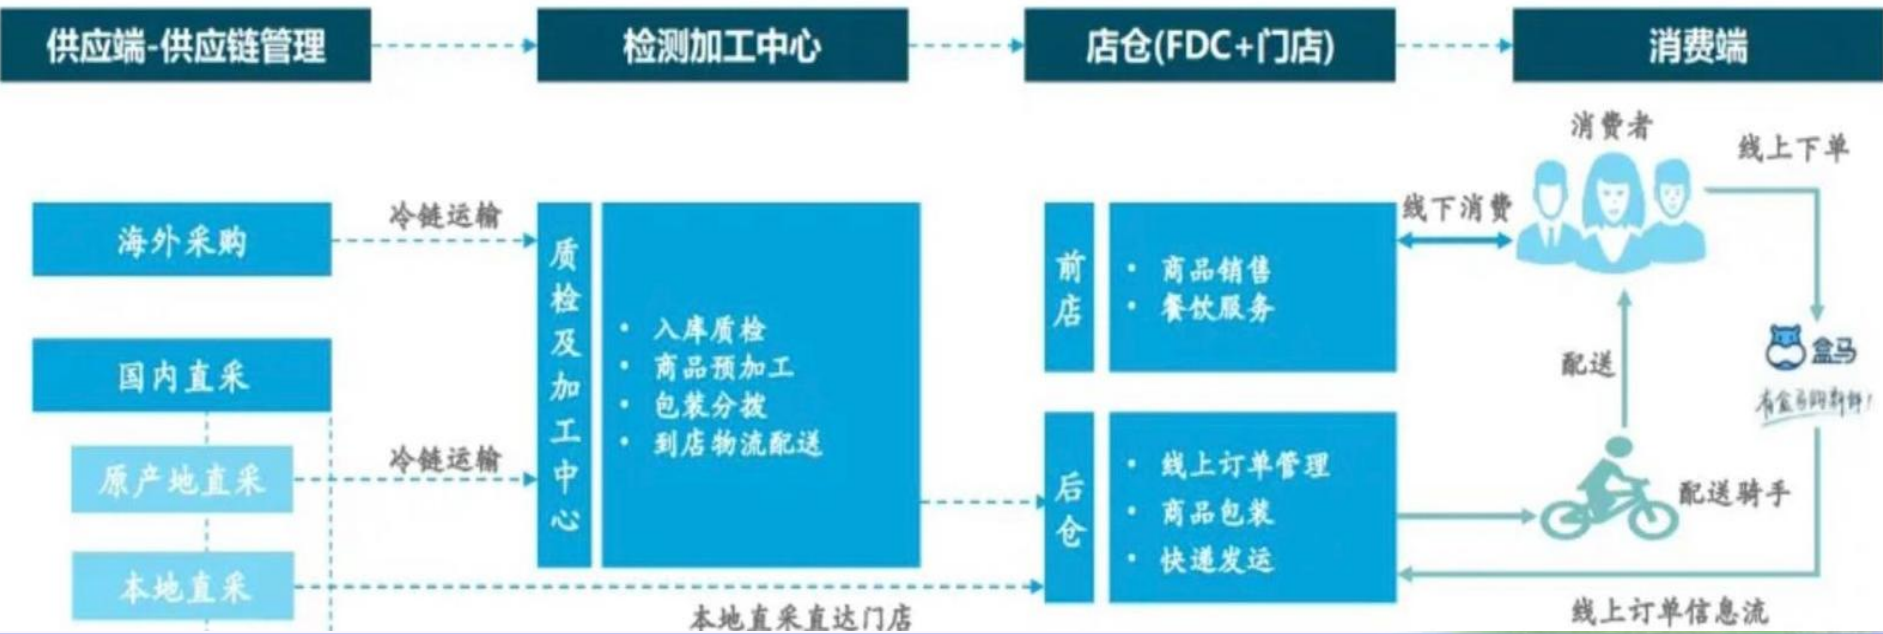 供应端-供应链管理
检测加工中心
店仓(FDC+门店)
消费端
海外采购
国内直采
原产地直采
本地直采
冷链运输
冷链运输
本地直采直达门店
质检及加工中心
• 入库质检
• 商品预加工
• 包装分拨
• 到店物流配送
前店
• 商品销售
• 餐饮服务
后仓
• 线上订单管理
• 商品包装
• 快递发运
线下消费
消费者
线上下单
盒马
有盒马购新鲜!
配送
配送骑手
线上订单信息流